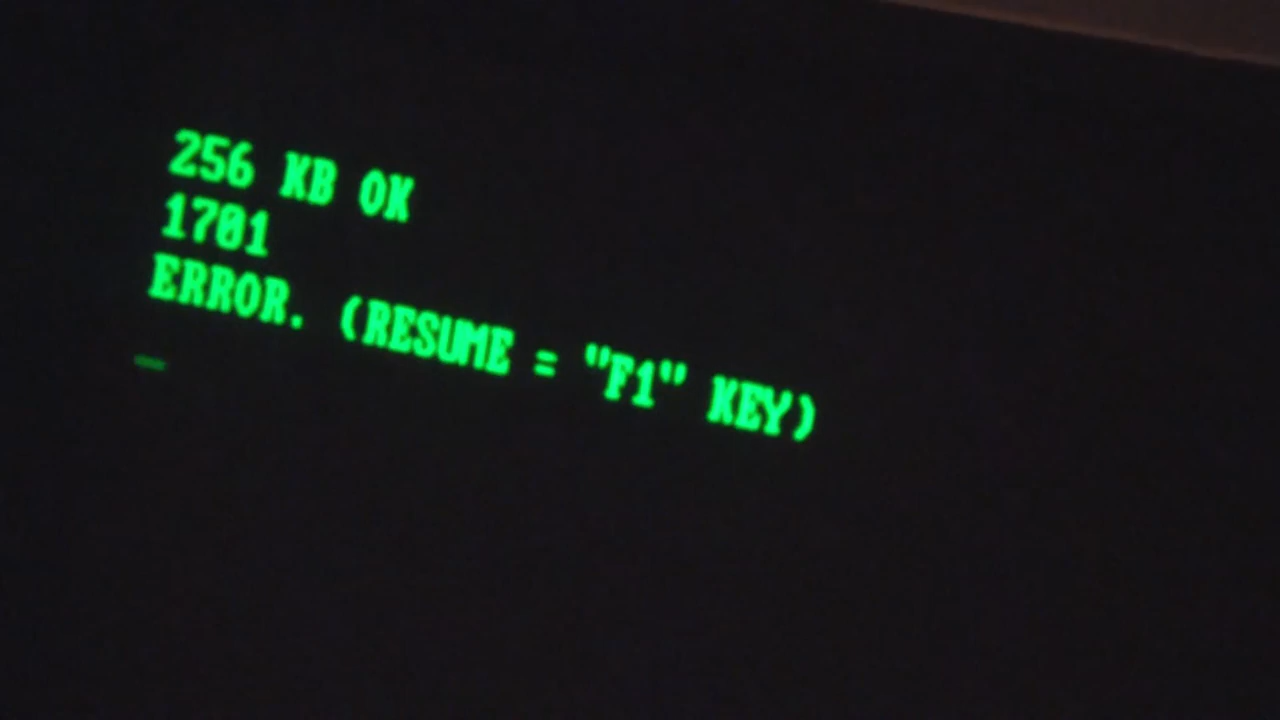 256 KB OK
1701
ERROR. (RESUME = "F1" KEY)